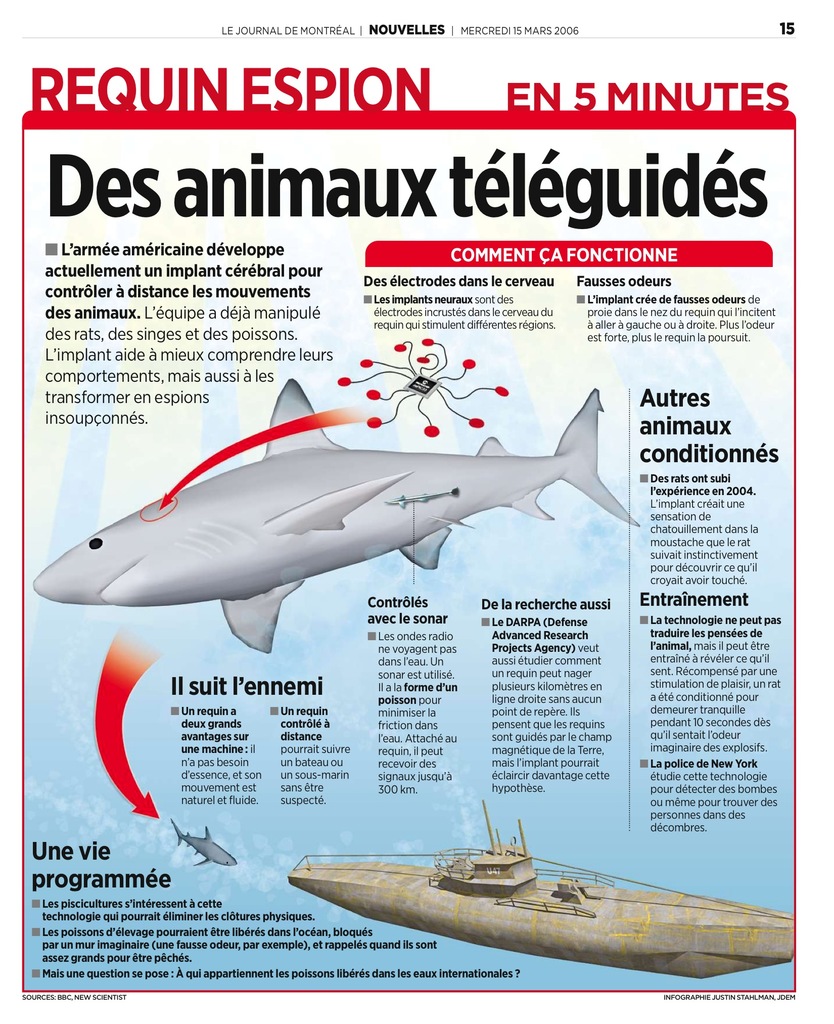 LE JOURNAL DE MONTRÉAL | NOUVELLES | MERCREDI 15 MARS 2006
15
REQUIN ESPION
EN 5 MINUTES
Des animaux téléguidés
■ L'armée américaine développe
actuellement un implant cérébral pour
contrôler à distance les mouvements
des animaux. L'équipe a déjà manipulé
des rats, des singes et des poissons.
L'implant aide à mieux comprendre leurs
comportements, mais aussi à les
transformer en espions
insoupçonnés.
COMMENT ÇA FONCTIONNE
Des électrodes dans le cerveau
■ Les implants neuraux sont des
électrodes incrustés dans le cerveau du
requin qui stimulent différentes régions.
Fausses odeurs
■ L'implant crée de fausses odeurs de
proie dans le nez du requin qui l'incitent
à aller à gauche ou à droite. Plus l'odeur
est forte, plus le requin la poursuit.
Autres
animaux
conditionnés
■ Des rats ont subi
l'expérience en 2004.
L'implant créait une
sensation de
chatouillement dans la
moustache que le rat
suivait instinctivement
pour découvrir ce qu'il
croyait avoir touché.
Entraînement
■ La technologie ne peut pas
traduire les pensées de
l'animal, mais il peut être
entraîné à révéler ce qu'il
sent. Récompensé par une
stimulation de plaisir, un rat
a été conditionné pour
demeurer tranquille
pendant 10 secondes dès
qu'il sentait l'odeur
imaginaire des explosifs.
■ La police de New York
étudie cette technologie
pour détecter des bombes
ou même pour trouver des
personnes dans des
décombres.
Contrôlés
avec le sonar
■ Les ondes radio
ne voyagent pas
dans l'eau. Un
sonar est utilisé.
Il a la forme d'un
poisson pour
minimiser la
friction dans
l'eau. Attaché au
requin, il peut
recevoir des
signaux jusqu'à
300 km.
De la recherche aussi
■ Le DARPA (Defense
Advanced Research
Projects Agency) veut
aussi étudier comment
un requin peut nager
plusieurs kilomètres en
ligne droite sans aucun
point de repère. Ils
pensent que les requins
sont guidés par le champ
magnétique de la Terre,
mais l'implant pourrait
éclaircir davantage cette
hypothèse.
Il suit l'ennemi
■ Un requin a
deux grands
avantages sur
une machine : il
n'a pas besoin
d'essence, et son
mouvement est
naturel et fluide.
■ Un requin
contrôlé à
distance
pourrait suivre
un bateau ou
un sous-marin
sans être
suspecté.
U47
Une vie
programmée
■ Les piscicultures s'intéressent à cette
technologie qui pourrait éliminer les clôtures physiques.
■ Les poissons d'élevage pourraient être libérés dans l'océan, bloqués
par un mur imaginaire (une fausse odeur, par exemple), et rappelés quand ils sont
assez grands pour être pêchés.
■ Mais une question se pose : À qui appartiennent les poissons libérés dans les eaux internationales ?
SOURCES: BBC, NEW SCIENTIST
INFOGRAPHIE JUSTIN STAHLMAN, JDEM